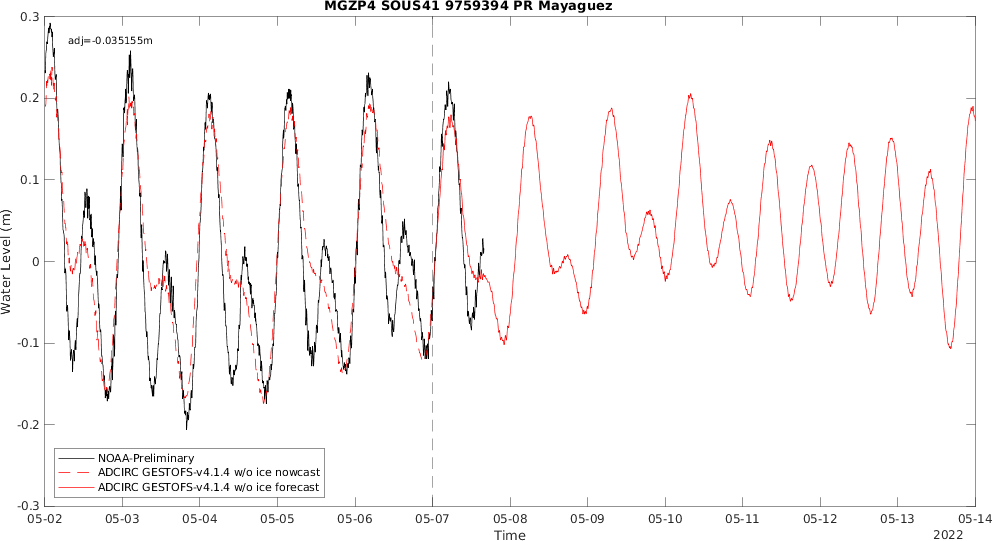 MGZP4 SOUS41 9759394 PR Mayaguez
adj=-0.035155m
0.3
0.2
0.1
0
-0.1
-0.2
-0.3
Water Level (m)
NOAA-Preliminary
ADCIRC GESTOFS-v4.1.4 w/o ice nowcast
ADCIRC GESTOFS-v4.1.4 w/o ice forecast
05-02 05-03 05-04 05-05 05-06 05-07 05-08 05-09 05-10 05-11 05-12 05-13 05-14
Time
2022